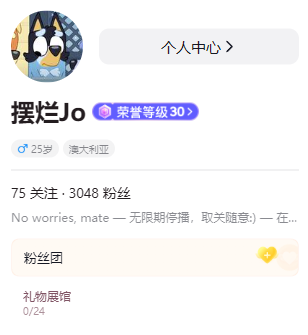 个人中心
摆烂Jo 荣誉等级30
25岁 澳大利亚
75 关注 · 3048 粉丝
No worries, mate — 无限期停播，取关随意:) — 在...
粉丝团
礼物展馆
0/24